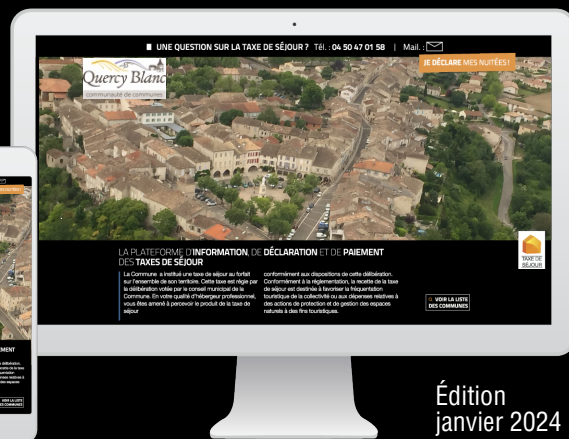 UNE QUESTION SUR LA TAXE DE SÉJOUR ? Tél. : 04 50 47 01 58 | Mail. :
JE DÉCLARE MES NUITÉES !
Quercy Blanc
communauté de communes
LA PLATEFORME D'INFORMATION, DE DÉCLARATION ET DE PAIEMENT
DES TAXES DE SÉJOUR
La Commune a institué une taxe de séjour au forfait
sur l'ensemble de son territoire. Cette taxe est régie par
la délibération votée par le conseil municipal de la
Commune. En votre qualité d'hébergeur professionnel,
vous êtes amené à percevoir le produit de la taxe de
séjour
conformément aux dispositions de cette délibération.
Conformément à la réglementation, la recette de la taxe
de séjour est destinée à favoriser la fréquentation
touristique de la collectivité ou aux dépenses relatives à
des actions de protection et de gestion des espaces
naturels à des fins touristiques.
TAXE DE
SÉJOUR
VOIR LA LISTE
DES COMMUNES
EMENT
VOIR LA LISTE
DES COMMUNES
Édition
janvier 2024